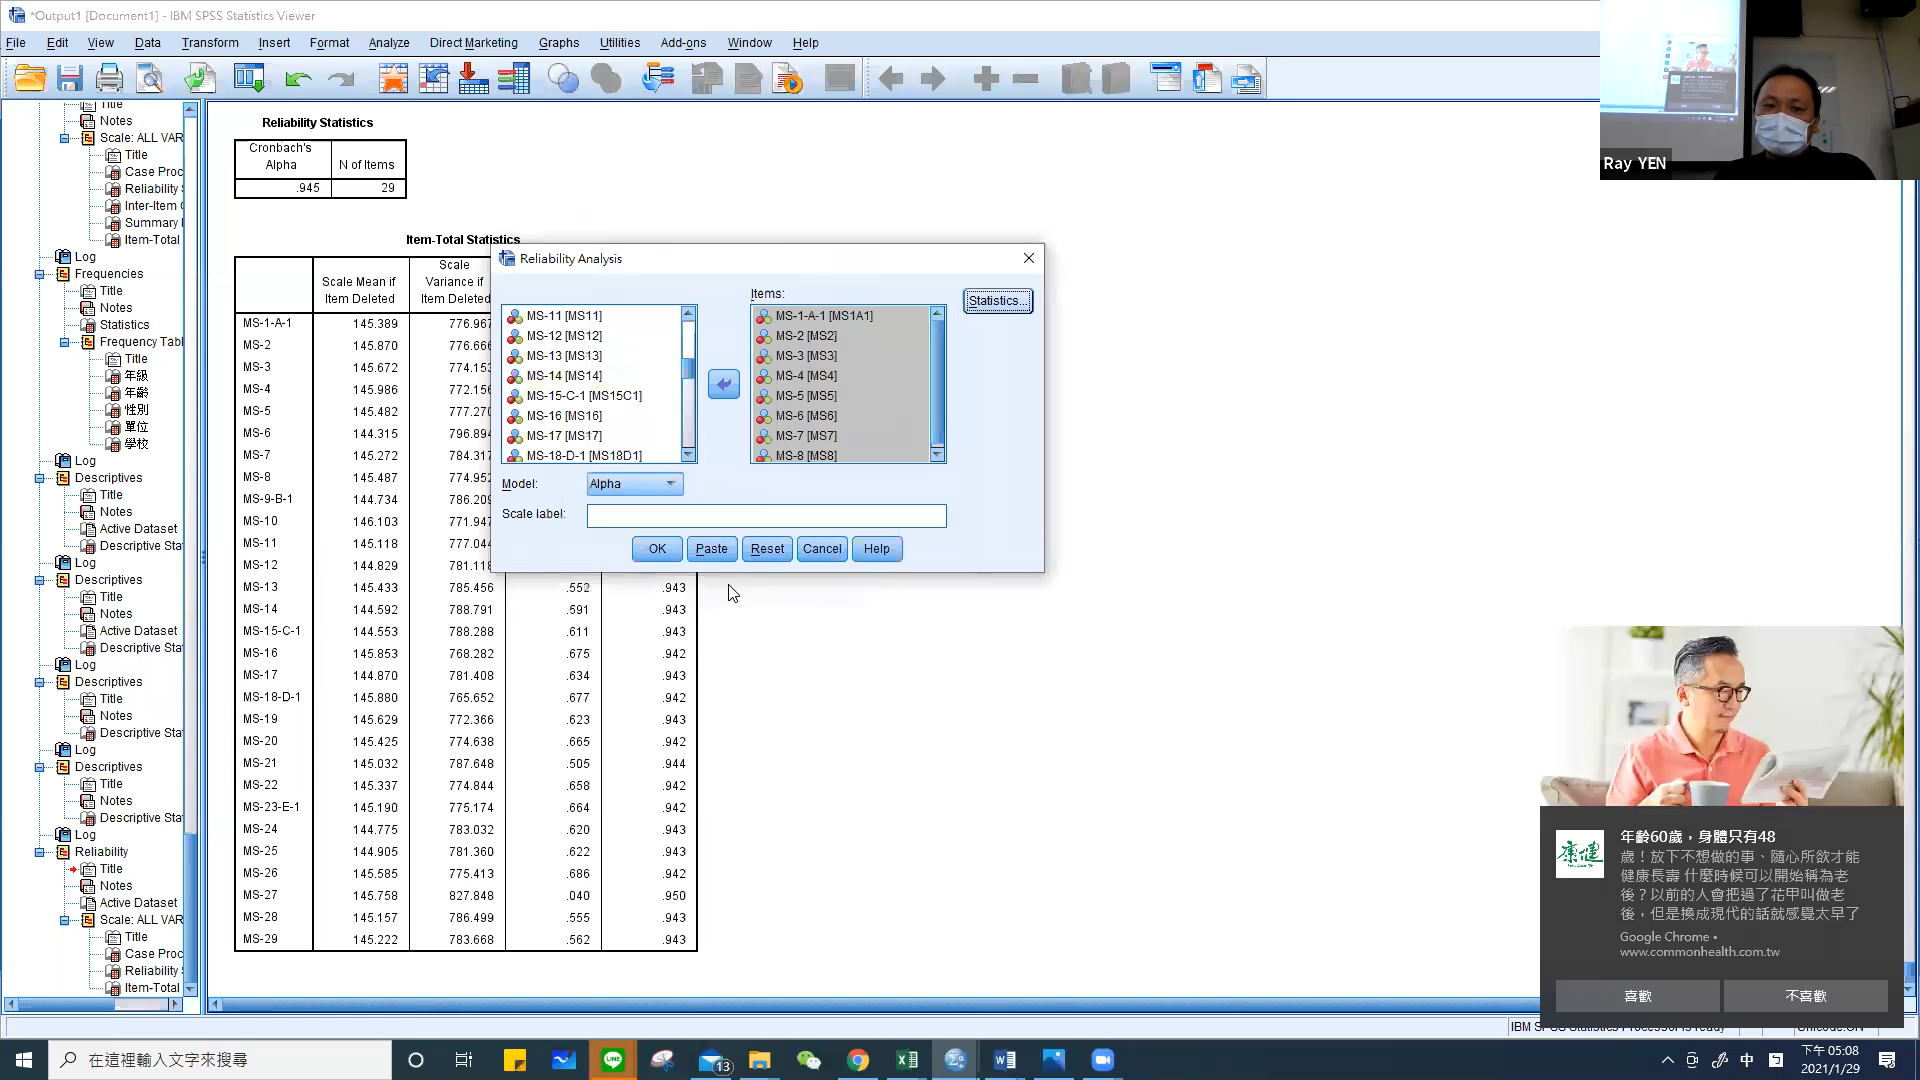 *Output1 [Document1] - IBM SPSS Statistics Viewer
File Edit View Data Transform Insert Format Analyze Direct Marketing Graphs Utilities Add-ons Window Help
Title
Notes
Scale: ALL VAR
Title
Case Proc
Reliability
Inter-Item
Summary
Item-Total
Log
Frequencies
Title
Notes
Statistics
Frequency Tabl
Title
年級
年齡
性別
單位
學校
Log
Descriptives
Title
Notes
Active Dataset
Descriptive Sta
Log
Descriptives
Title
Notes
Active Dataset
Descriptive Sta
Log
Descriptives
Title
Notes
Descriptive Sta
Log
Descriptives
Title
Notes
Descriptive Sta
Log
Reliability
Title
Notes
Active Dataset
Scale: ALL VAR
Title
Case Proc
Reliability
Item-Total
Reliability Statistics
Cronbach's Alpha N of Items
.945 29
Item-Total Statistics
Scale Mean if Item Deleted Scale Variance if Item Deleted
MS-1-A-1 145.389 776.967
MS-2 145.870 776.666
MS-3 145.672 774.153
MS-4 145.986 772.156
MS-5 145.482 777.270
MS-6 144.315 796.894
MS-7 145.272 784.317
MS-8 145.487 774.952
MS-9-B-1 144.734 786.209
MS-10 146.103 771.947
MS-11 145.118 777.044
MS-12 144.829 781.118
MS-13 145.433 785.456 .552 .943
MS-14 144.592 788.791 .591 .943
MS-15-C-1 144.553 788.288 .611 .943
MS-16 145.853 768.282 .675 .942
MS-17 144.870 781.408 .634 .943
MS-18-D-1 145.880 765.652 .677 .942
MS-19 145.629 772.366 .623 .943
MS-20 145.425 774.638 .665 .942
MS-21 145.032 787.648 .505 .944
MS-22 145.337 774.844 .658 .942
MS-23-E-1 145.190 775.174 .664 .942
MS-24 144.775 783.032 .620 .943
MS-25 144.905 781.360 .622 .943
MS-26 145.585 775.413 .686 .942
MS-27 145.758 827.848 .040 .950
MS-28 145.157 786.499 .555 .943
MS-29 145.222 783.668 .562 .943
Reliability Analysis
Items:
Statistics...
MS-11 [MS11]
MS-12 [MS12]
MS-13 [MS13]
MS-14 [MS14]
MS-15-C-1 [MS15C1]
MS-16 [MS16]
MS-17 [MS17]
MS-18-D-1 [MS18D1]
MS-1-A-1 [MS1A1]
MS-2 [MS2]
MS-3 [MS3]
MS-4 [MS4]
MS-5 [MS5]
MS-6 [MS6]
MS-7 [MS7]
MS-8 [MS8]
Model: Alpha
Scale label:
OK Paste Reset Cancel Help
Ray YEN
康健
年齡60歲，身體只有48
歲！放下不想做的事、隨心所欲才能
健康長壽 什麼時候可以開始稱為老
後？以前的人會把過了花甲叫做老
後，但是換成現代的話就感覺太早了
Google Chrome •
www.commonhealth.com.tw
喜歡 不喜歡
IBM SPSS Statistics Processor is ready Unicode:ON
在這裡輸入文字來搜尋
13
中
下午 05:08
2021/1/29